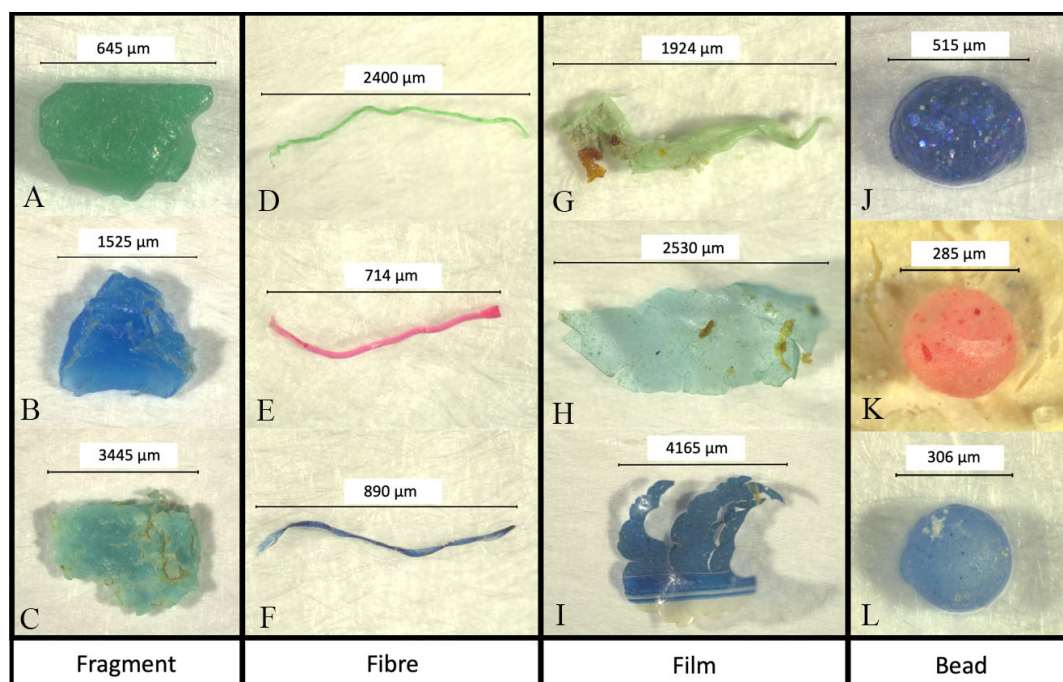 645 µm
2400 µm
1924 µm
515 µm
A
D
G
J
1525 µm
714 µm
2530 µm
285 µm
B
E
H
K
3445 µm
890 µm
4165 µm
306 µm
C
F
I
L
Fragment
Fibre
Film
Bead